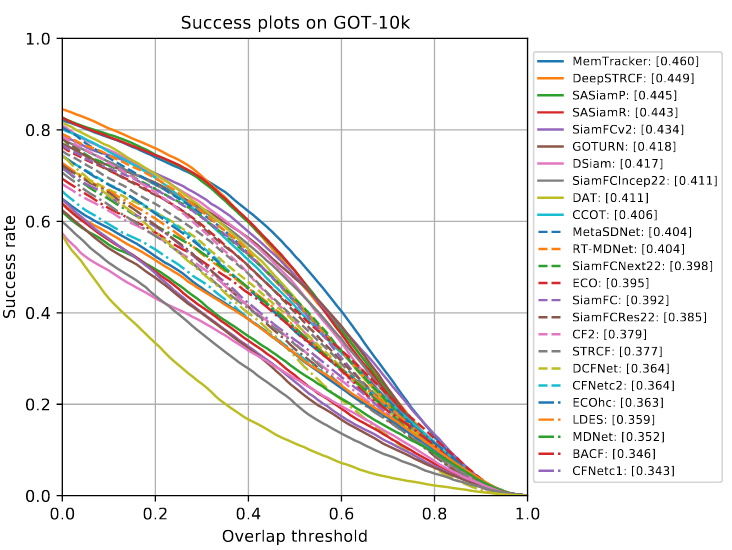 Success plots on GOT-10k
1.0
0.8
0.6
0.4
0.2
0.0
Success rate
0.0 0.2 0.4 0.6 0.8 1.0
Overlap threshold
MemTracker: [0.460]
DeepSTRCF: [0.449]
SASiamP: [0.445]
SASiamR: [0.443]
SiamFCv2: [0.434]
GOTURN: [0.418]
DSiam: [0.417]
SiamFCIncep22: [0.411]
DAT: [0.411]
CCOT: [0.406]
MetaSDNet: [0.404]
RT-MDNet: [0.404]
SiamFCNext22: [0.398]
ECO: [0.395]
SiamFC: [0.392]
SiamFCRes22: [0.385]
CF2: [0.379]
STRCF: [0.377]
DCFNet: [0.364]
CFNetc2: [0.364]
ECOhc: [0.363]
LDES: [0.359]
MDNet: [0.352]
BACF: [0.346]
CFNetc1: [0.343]